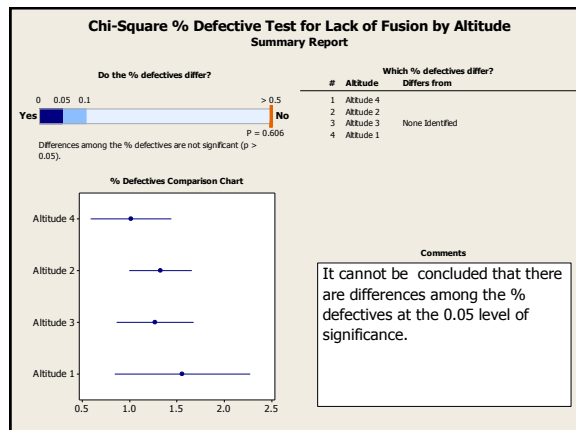 Chi-Square % Defective Test for Lack of Fusion by Altitude
Summary Report
Do the % defectives differ?
0 0.05 0.1 > 0.5
Yes No
P = 0.606
Differences among the % defectives are not significant (p >
0.05).
Which % defectives differ?
# Altitude Differs from
1 Altitude 4
2 Altitude 2
3 Altitude 3 None Identified
4 Altitude 1
% Defectives Comparison Chart
Altitude 4
Altitude 2
Altitude 3
Altitude 1
0.5 1.0 1.5 2.0 2.5
Comments
It cannot be concluded that there
are differences among the %
defectives at the 0.05 level of
significance.